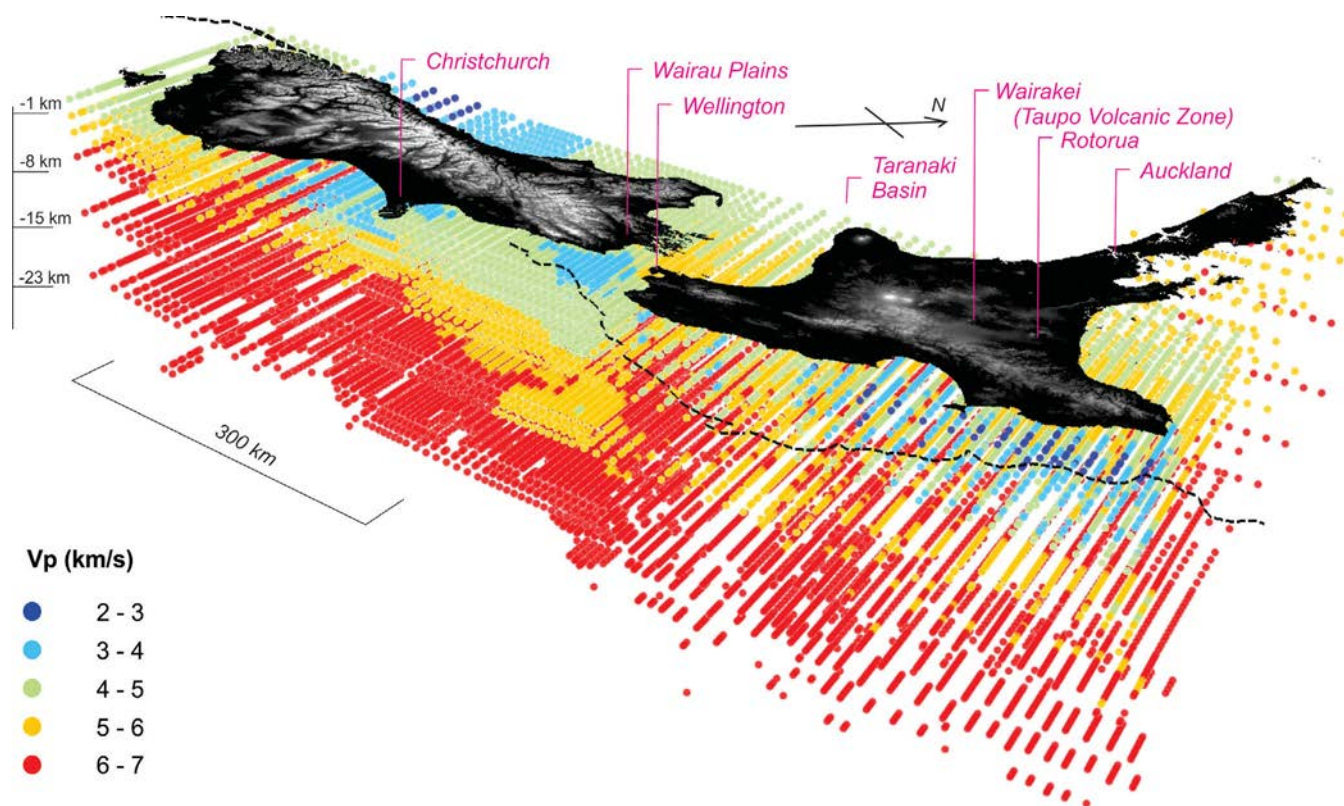 Christchurch
Wairau Plains
Wellington
N
Wairakei
(Taupo Volcanic Zone)
Rotorua
Taranaki
Basin
Auckland
-1 km
-8 km
-15 km
-23 km
300 km
Vp (km/s)
2 - 3
3 - 4
4 - 5
5 - 6
6 - 7